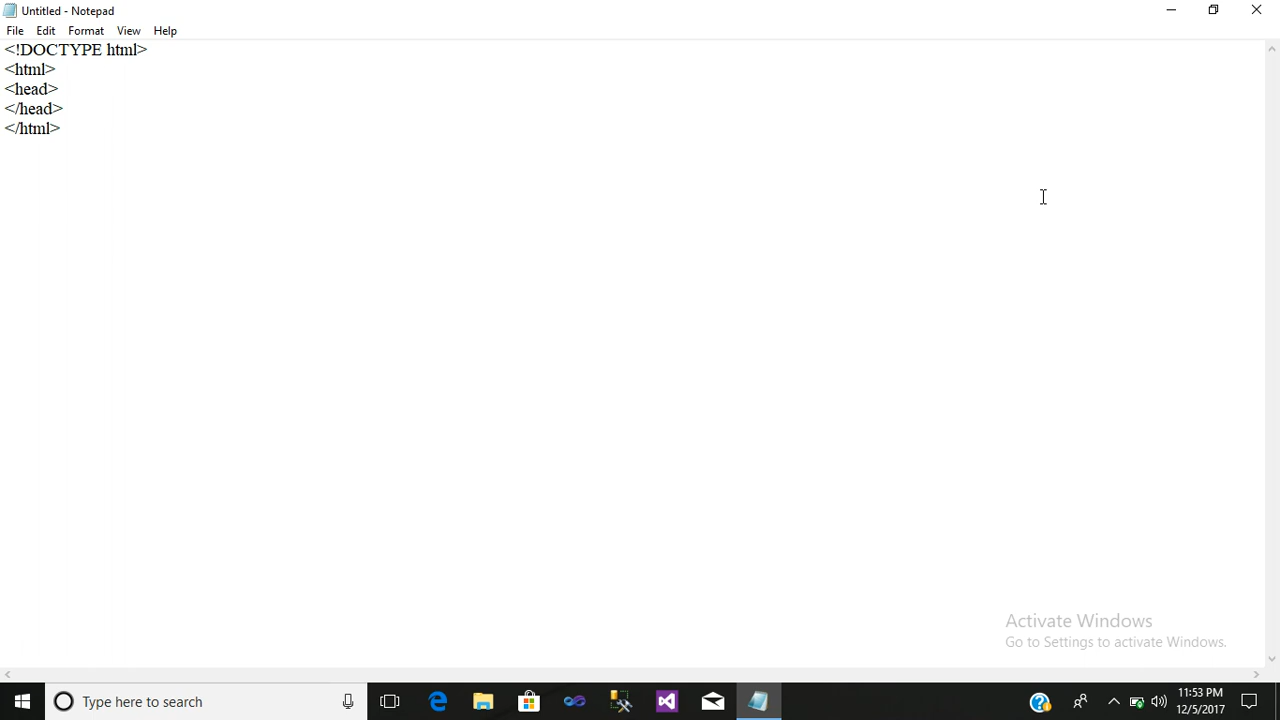 Untitled - Notepad
File Edit Format View Help
<!DOCTYPE html>
<html>
<head>
</head>
</html>
Activate Windows
Go to Settings to activate Windows.
Type here to search
11:53 PM
12/5/2017